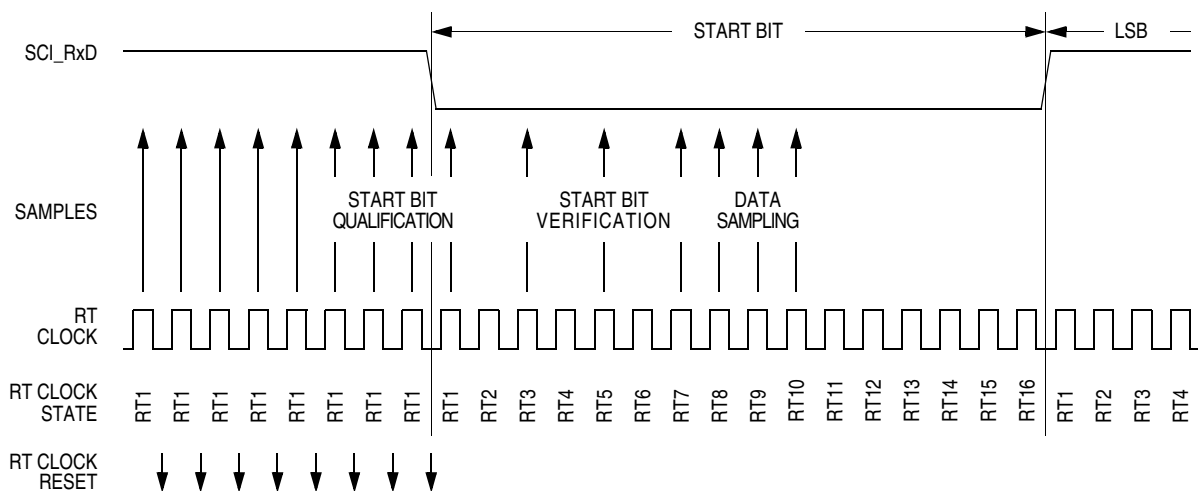 START BIT
LSB
SCI_RxD
SAMPLES
START BIT
QUALIFICATION
START BIT
VERIFICATION
DATA
SAMPLING
RT
CLOCK
RT CLOCK
STATE
RT1 RT1 RT1 RT1 RT1 RT1 RT1 RT1 RT1 RT2 RT3 RT4 RT5 RT6 RT7 RT8 RT9 RT10 RT11 RT12 RT13 RT14 RT15 RT16 RT1 RT2 RT3 RT4
RT CLOCK
RESET